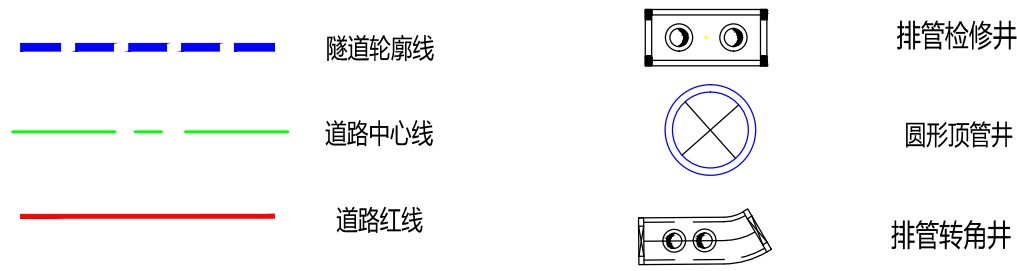 隧道轮廓线
道路中心线
道路红线
排管检修井
圆形顶管井
排管转角井